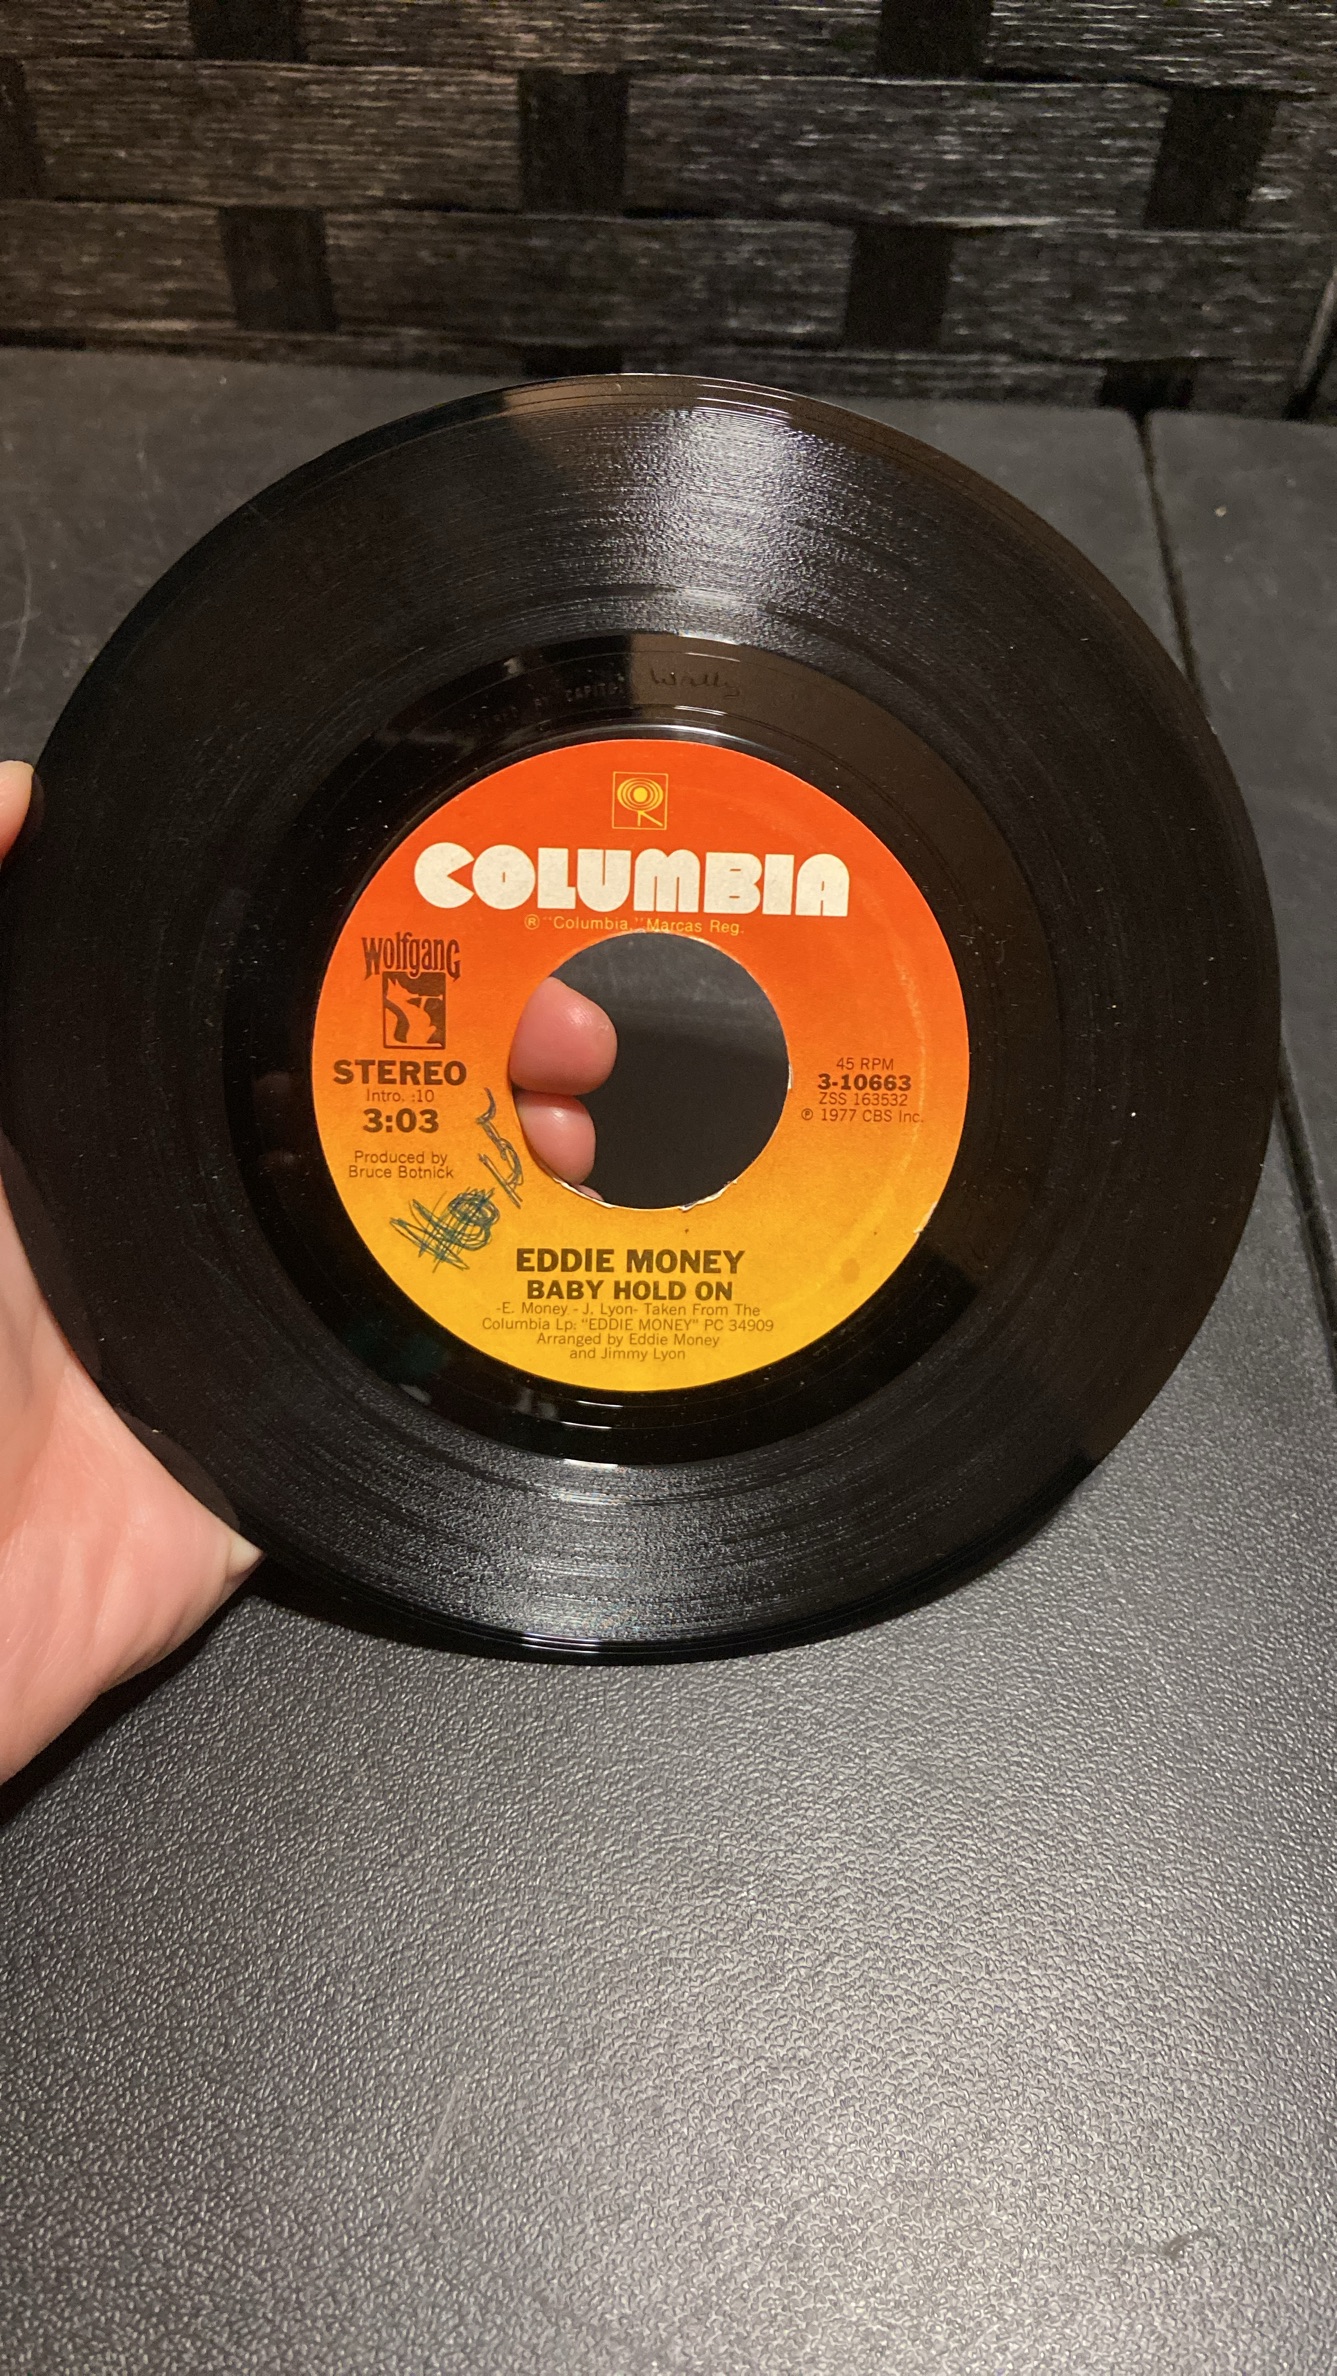 Wally
COLUMBIA
® "Columbia," Marcas Reg.
Wolfgang
STEREO
Intro. :10
3:03
Produced by
Bruce Botnick
45 RPM
3-10663
ZSS 163532
℗ 1977 CBS Inc.
EDDIE MONEY
BABY HOLD ON
-E. Money - J. Lyon- Taken From The
Columbia Lp: "EDDIE MONEY" PC 34909
Arranged by Eddie Money
and Jimmy Lyon